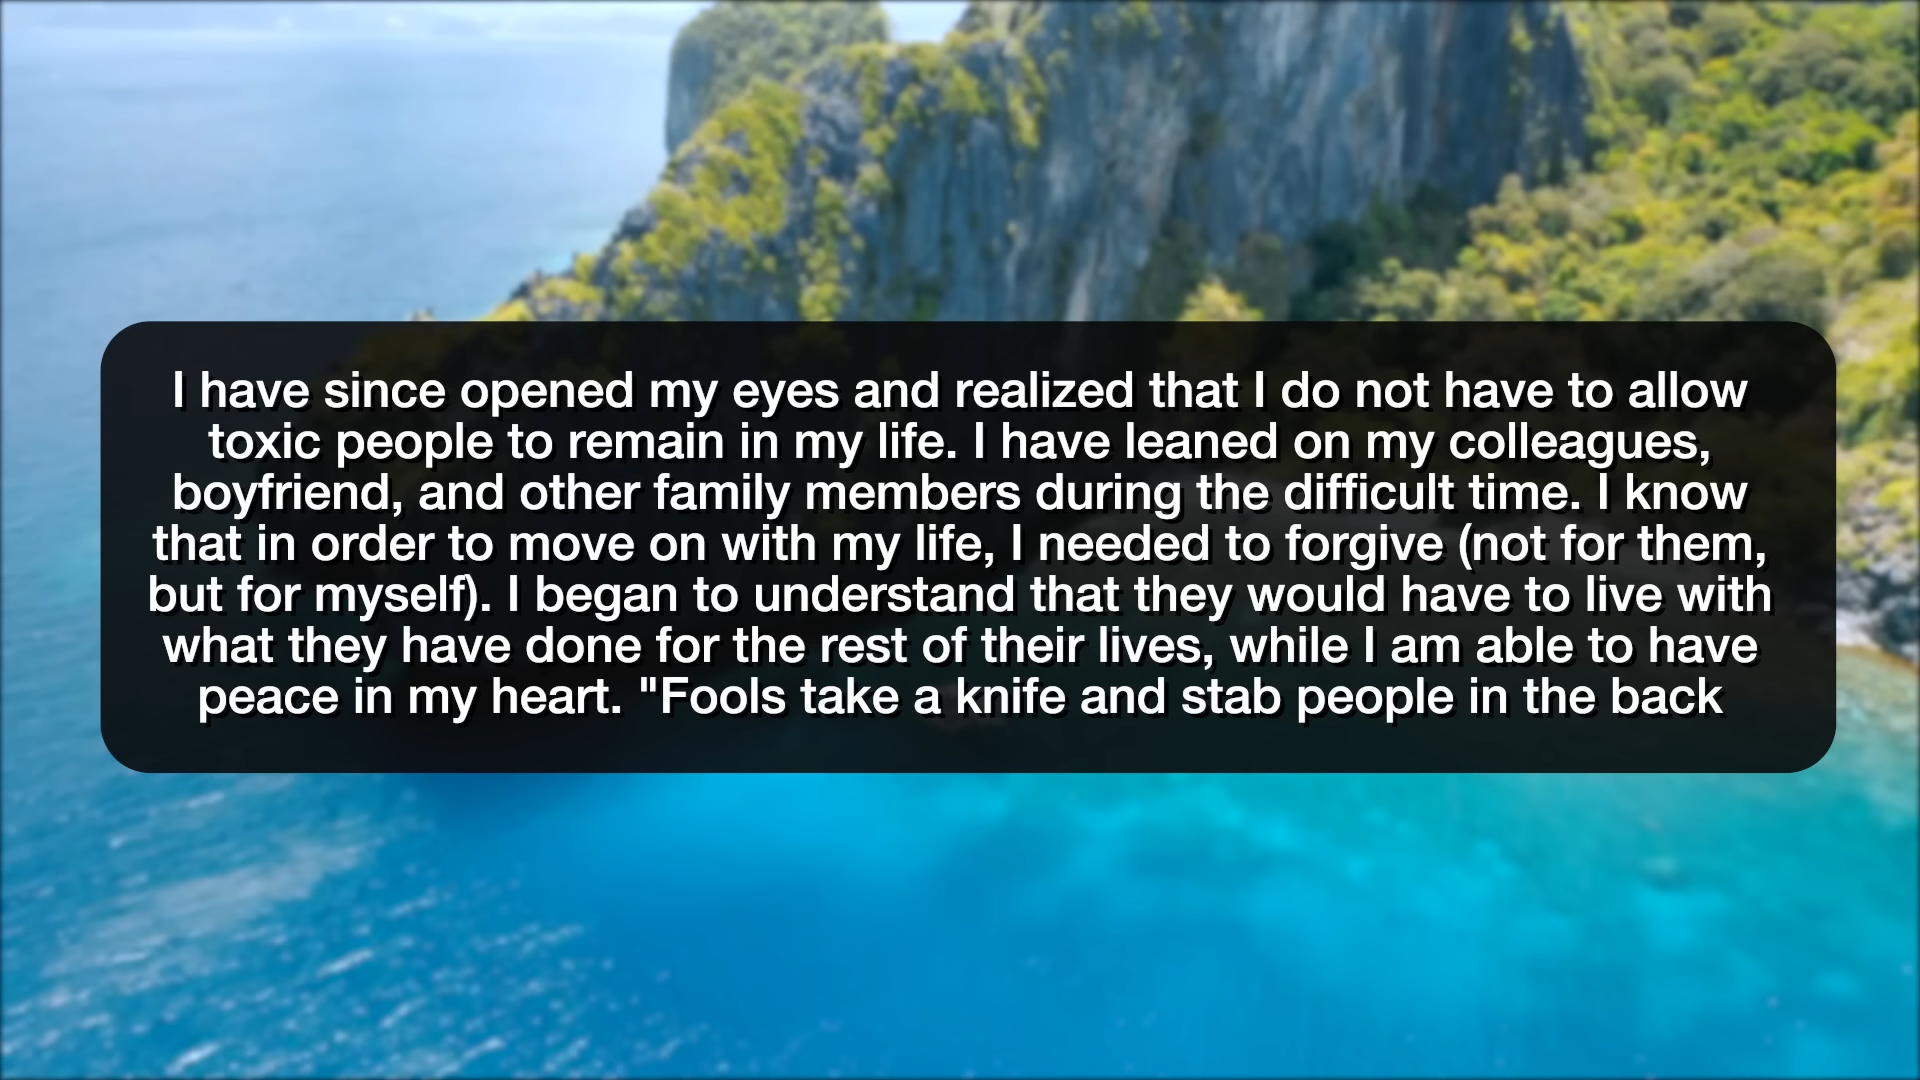 I have since opened my eyes and realized that I do not have to allow
toxic people to remain in my life. I have leaned on my colleagues,
boyfriend, and other family members during the difficult time. I know
that in order to move on with my life, I needed to forgive (not for them,
but for myself). I began to understand that they would have to live with
what they have done for the rest of their lives, while I am able to have
peace in my heart. "Fools take a knife and stab people in the back